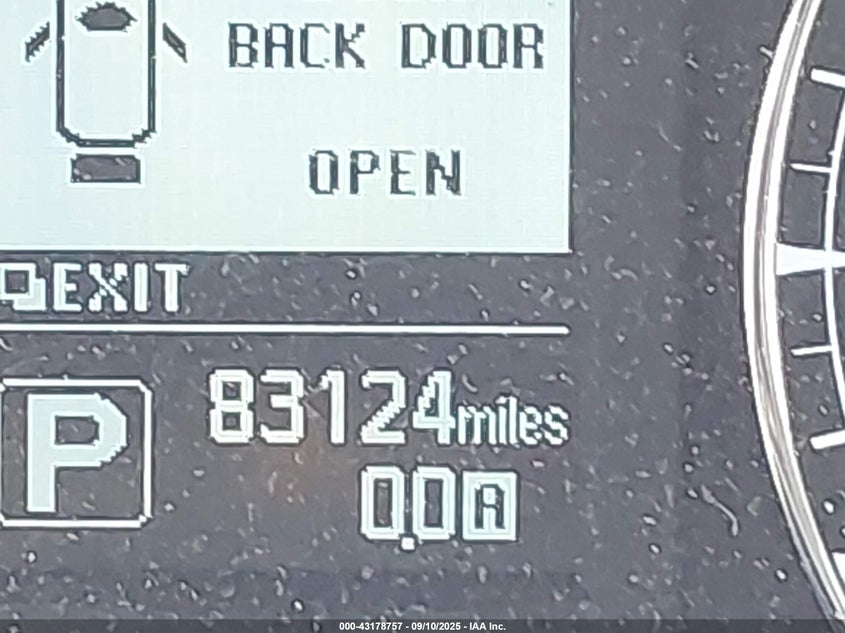 BACK DOOR
OPEN
EXIT
P
83124miles
0.0A
000-43178757 - 09/10/2025 - IAA Inc.